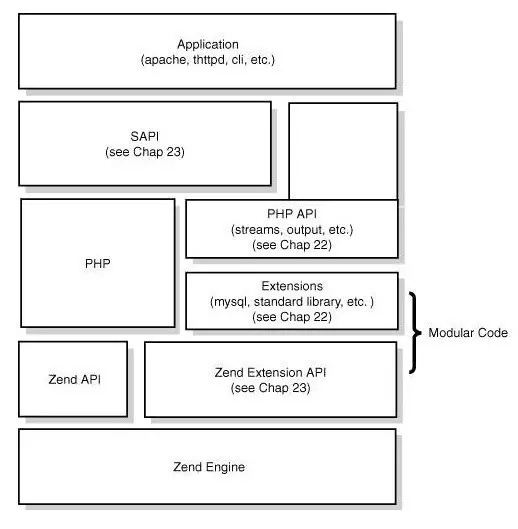 Application
(apache, thttpd, cli, etc.)
SAPI
(see Chap 23)
PHP API
(streams, output, etc.)
(see Chap 22)
PHP
Extensions
(mysql, standard library, etc. )
(see Chap 22)
Modular Code
Zend API
Zend Extension API
(see Chap 23)
Zend Engine